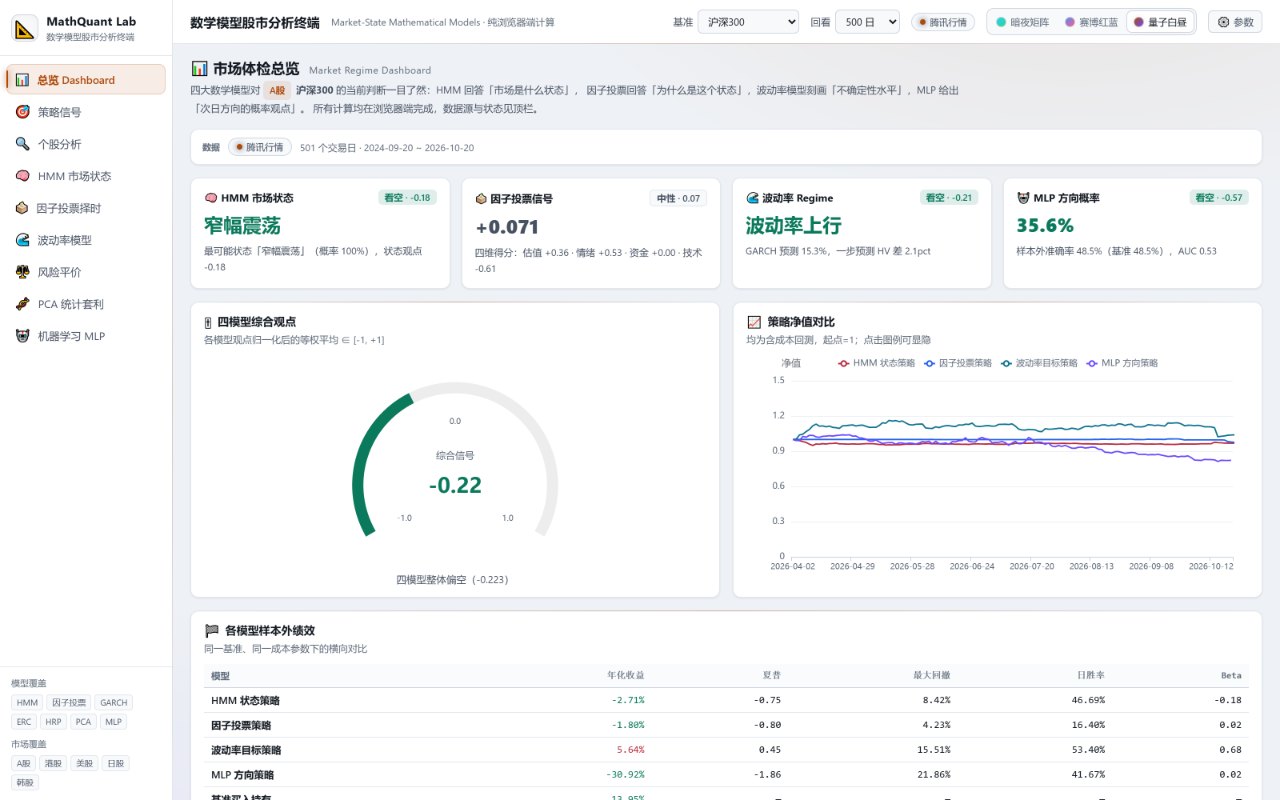 MathQuant Lab
数学模型股市分析终端
总览 Dashboard
策略信号
个股分析
HMM 市场状态
因子投票择时
波动率模型
风险平价
PCA 统计套利
机器学习 MLP
模型覆盖
HMM 因子投票 GARCH
ERC HRP PCA MLP
市场覆盖
A股 港股 美股 日股
韩股
数学模型股市分析终端 Market-State Mathematical Models · 纯浏览器端计算 基准 沪深300 回看 500 日 腾讯行情 暗夜矩阵 赛博红蓝 量子白昼 参数
市场体检总览 Market Regime Dashboard
四大数学模型对 A股 沪深300 的当前判断一目了然：HMM 回答「市场是什么状态」， 因子投票回答「为什么是这个状态」，波动率模型刻画「不确定性水平」，MLP 给出
「次日方向的概率观点」。 所有计算均在浏览器端完成，数据源与状态见顶栏。
数据 腾讯行情 501 个交易日 · 2024-09-20 ~ 2026-10-20
HMM 市场状态 看空 · -0.18
窄幅震荡
最可能状态「窄幅震荡」（概率 100%），状态观点
-0.18
因子投票信号 中性 · 0.07
+0.071
四维得分：估值 +0.36 · 情绪 +0.53 · 资金 +0.00 · 技术
-0.61
波动率 Regime 看空 · -0.21
波动率上行
GARCH 预测 15.3%，一步预测 HV 差 2.1pct
MLP 方向概率 看空 · -0.57
35.6%
样本外准确率 48.5%（基准 48.5%），AUC 0.53
四模型综合观点
各模型观点归一化后的等权平均 ∈ [-1, +1]
0.0
综合信号
-0.22
-1.0 1.0
四模型整体偏空（-0.223）
策略净值对比
均为含成本回测，起点=1；点击图例可显隐
净值 HMM 状态策略 因子投票策略 波动率目标策略 MLP 方向策略
1.5
1.2
0.9
0.6
0.3
0
2026-04-02 2026-04-29 2026-05-28 2026-06-24 2026-07-20 2026-08-13 2026-09-08 2026-10-12
各模型样本外绩效
同一基准、同一成本参数下的横向对比
模型 年化收益 夏普 最大回撤 日胜率 Beta
HMM 状态策略 -2.71% -0.75 8.42% 46.69% -0.18
因子投票策略 -1.80% -0.80 4.23% 16.40% 0.02
波动率目标策略 5.64% 0.45 15.51% 53.40% 0.68
MLP 方向策略 -30.92% -1.86 21.86% 41.67% 0.02
基准买入持有 -13.95% — — — —